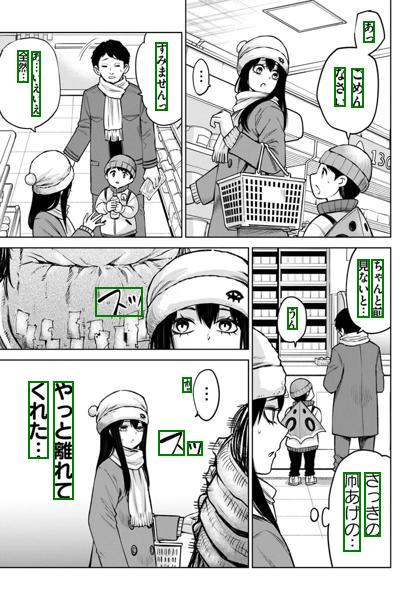 あっ
ごめん
なさい
…
すみません
あ…いえいえ
全然…
ちゃんと前
見ないと…
うん
ズッ
さっきの
巾あげの…
…
か
ズッ
やっと離れて
くれた…